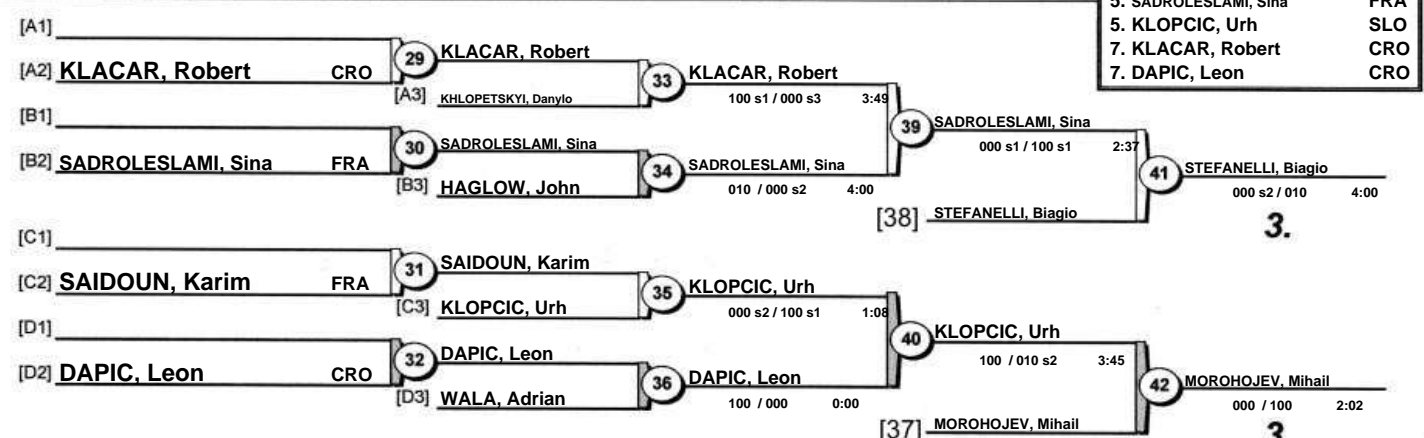 5. SADROLESLAMI, Sina FRA
5. KLOPCIC, Urh SLO
7. KLACAR, Robert CRO
7. DAPIC, Leon CRO
[A1]
[A2] KLACAR, Robert CRO
29 KLACAR, Robert
[A3] KHLOPETSKYI, Danylo
33 KLACAR, Robert
100 s1 / 000 s3 3:49
[B1]
[B2] SADROLESLAMI, Sina FRA
30 SADROLESLAMI, Sina
[B3] HAGLOW, John
34 SADROLESLAMI, Sina
010 / 000 s2 4:00
39 SADROLESLAMI, Sina
000 s1 / 100 s1 2:37
[38] STEFANELLI, Biagio
41 STEFANELLI, Biagio
000 s2 / 010 4:00
3.
[C1]
[C2] SAIDOUN, Karim FRA
31 SAIDOUN, Karim
[C3] KLOPCIC, Urh
35 KLOPCIC, Urh
000 s2 / 100 s1 1:08
[D1]
[D2] DAPIC, Leon CRO
32 DAPIC, Leon
[D3] WALA, Adrian
36 DAPIC, Leon
100 / 000 0:00
40 KLOPCIC, Urh
100 / 010 s2 3:45
[37] MOROHOJEV, Mihail
42 MOROHOJEV, Mihail
000 / 100 2:02
3